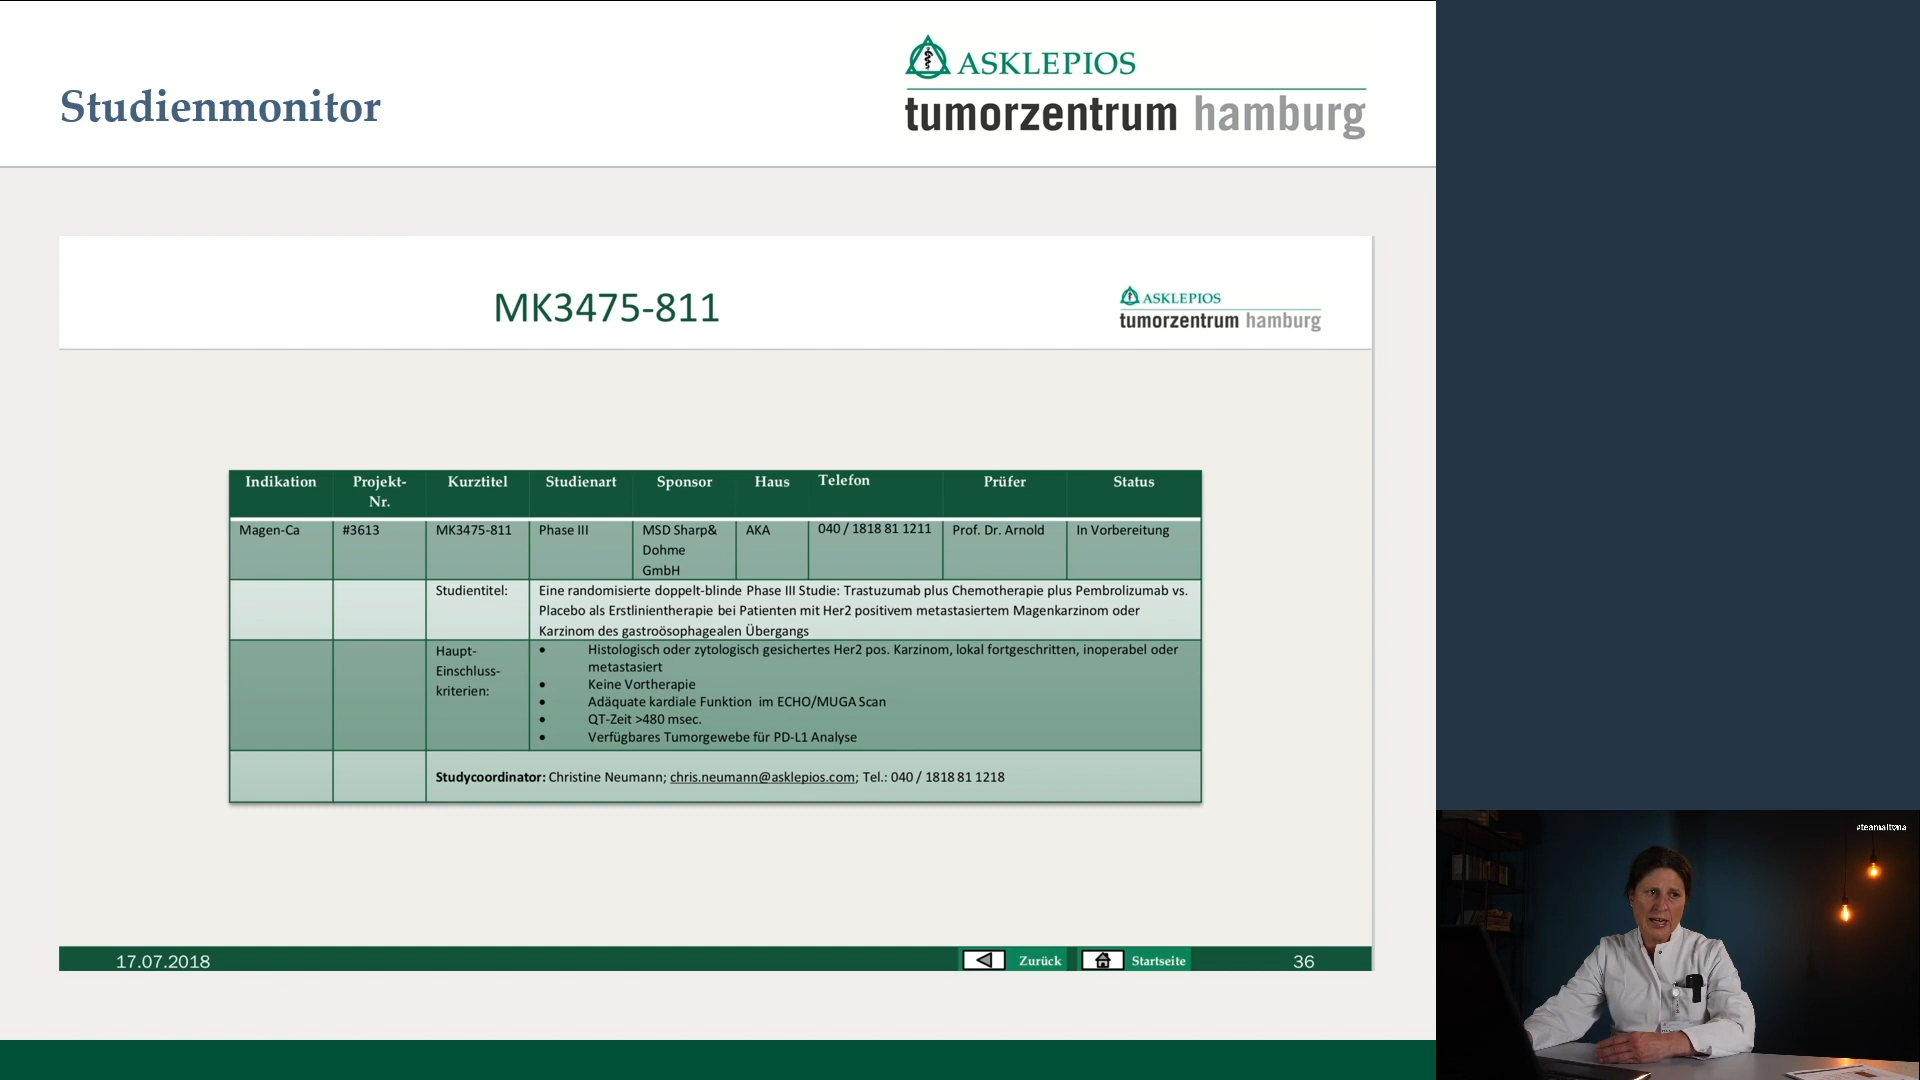 Studienmonitor
ASKLEPIOS
tumorzentrum hamburg
MK3475-811
ASKLEPIOS
tumorzentrum hamburg
Indikation Projekt-Nr. Kurztitel Studienart Sponsor Haus Telefon Prüfer Status
Magen-Ca #3613 MK3475-811 Phase III MSD Sharp& Dohme GmbH AKA 040 / 1818 81 1211 Prof. Dr. Arnold In Vorbereitung
Studientitel:
Eine randomisierte doppelt-blinde Phase III Studie: Trastuzumab plus Chemotherapie plus Pembrolizumab vs.
Placebo als Erstlinientherapie bei Patienten mit Her2 positivem metastasiertem Magenkarzinom oder
Karzinom des gastroösophagealen Übergangs
Haupt-
Einschluss-
kriterien:
• Histologisch oder zytologisch gesichertes Her2 pos. Karzinom, lokal fortgeschritten, inoperabel oder
metastasiert
• Keine Vortherapie
• Adäquate kardiale Funktion im ECHO/MUGA Scan
• QT-Zeit >480 msec.
• Verfügbares Tumorgewebe für PD-L1 Analyse
Studycoordinator: Christine Neumann; chris.neumann@asklepios.com; Tel.: 040 / 1818 81 1218
17.07.2018
Zurück
Startseite
36
#teamaltona